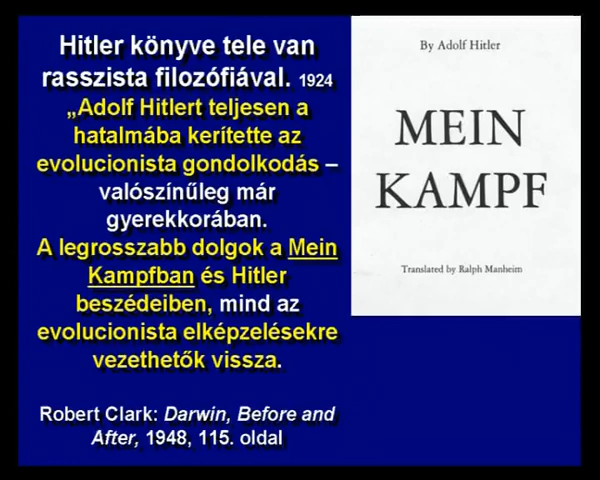 Hitler könyve tele van
rasszista filozófiával. 1924
„Adolf Hitlert teljesen a
hatalmába kerítette az
evolucionista gondolkodás –
valószínűleg már
gyerekkorában.
A legrosszabb dolgok a Mein
Kampfban és Hitler
beszédeiben, mind az
evolucionista elképzelésekre
vezethetők vissza.
Robert Clark: Darwin, Before and
After, 1948, 115. oldal
By Adolf Hitler
MEIN
KAMPF
Translated by Ralph Manheim